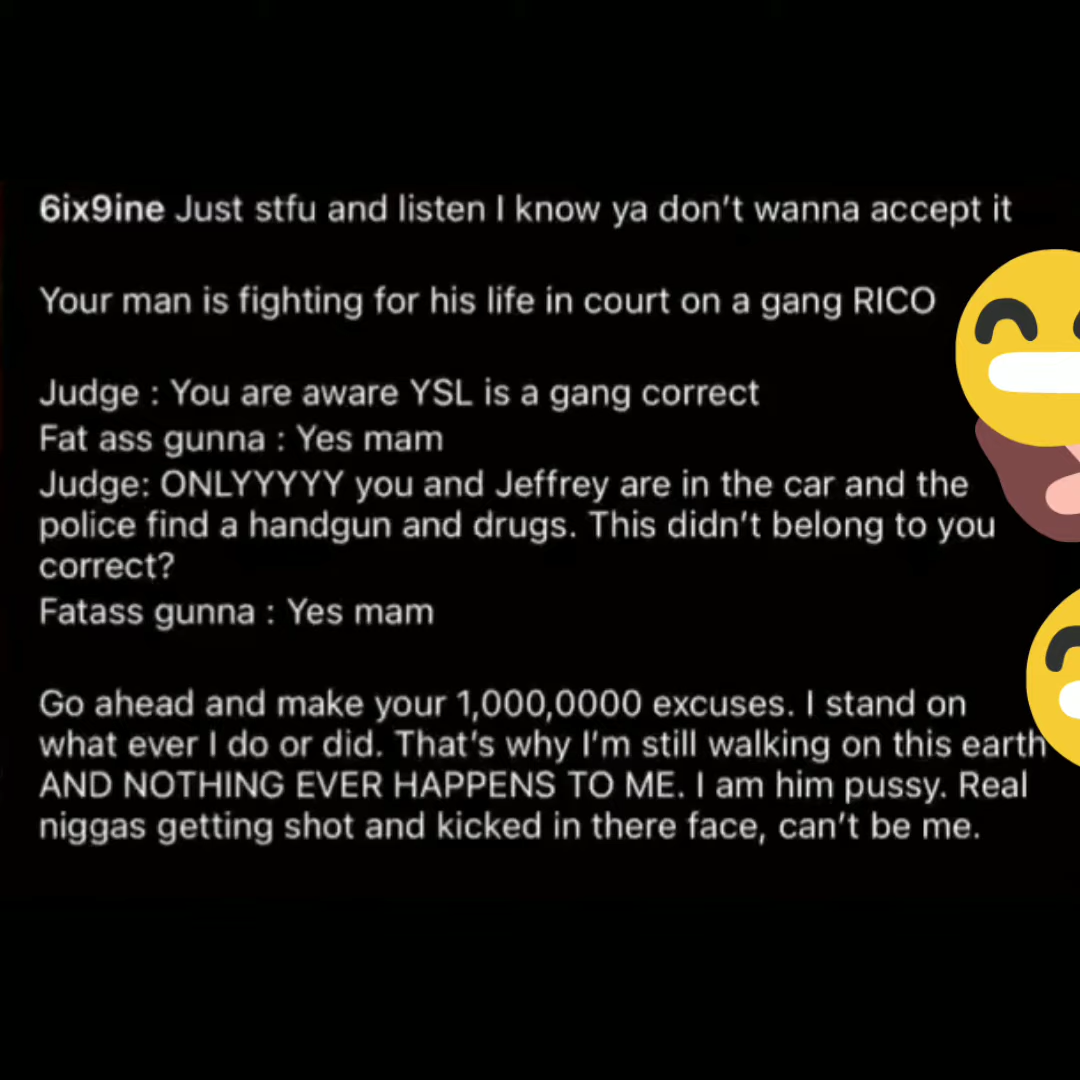 6ix9ine Just stfu and listen I know ya don't wanna accept it
Your man is fighting for his life in court on a gang RICO
Judge : You are aware YSL is a gang correct
Fat ass gunna : Yes mam
Judge: ONLYYYYY you and Jeffrey are in the car and the
police find a handgun and drugs. This didn't belong to you
correct?
Fatass gunna : Yes mam
Go ahead and make your 1,000,0000 excuses. I stand on
what ever I do or did. That's why I'm still walking on this earth
AND NOTHING EVER HAPPENS TO ME. I am him pussy. Real
niggas getting shot and kicked in there face, can't be me.